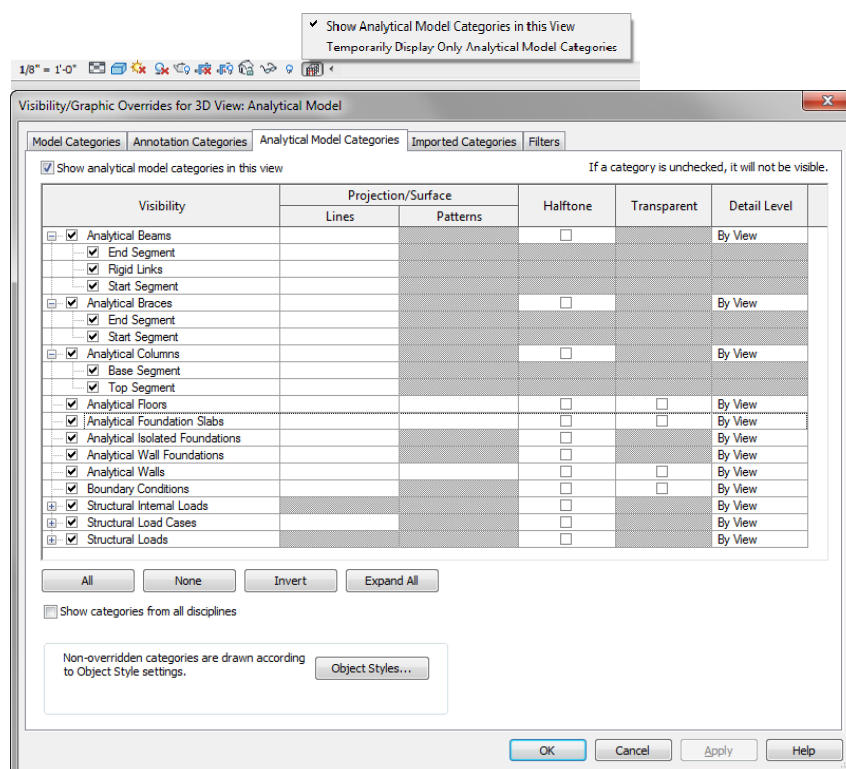 Show Analytical Model Categories in this View
Temporarily Display Only Analytical Model Categories
1/8" = 1'-0"
Visibility/Graphic Overrides for 3D View: Analytical Model
Model Categories Annotation Categories Analytical Model Categories Imported Categories Filters
Show analytical model categories in this view If a category is unchecked, it will not be visible.
Visibility Projection/Surface Halftone Transparent Detail Level
Lines Patterns
Analytical Beams By View
End Segment
Rigid Links
Start Segment
Analytical Braces By View
End Segment
Start Segment
Analytical Columns By View
Base Segment
Top Segment
Analytical Floors By View
Analytical Foundation Slabs By View
Analytical Isolated Foundations By View
Analytical Wall Foundations By View
Analytical Walls By View
Boundary Conditions By View
Structural Internal Loads By View
Structural Load Cases By View
Structural Loads By View
All None Invert Expand All
Show categories from all disciplines
Non-overridden categories are drawn according
to Object Style settings.
Object Styles...
OK Cancel Apply Help